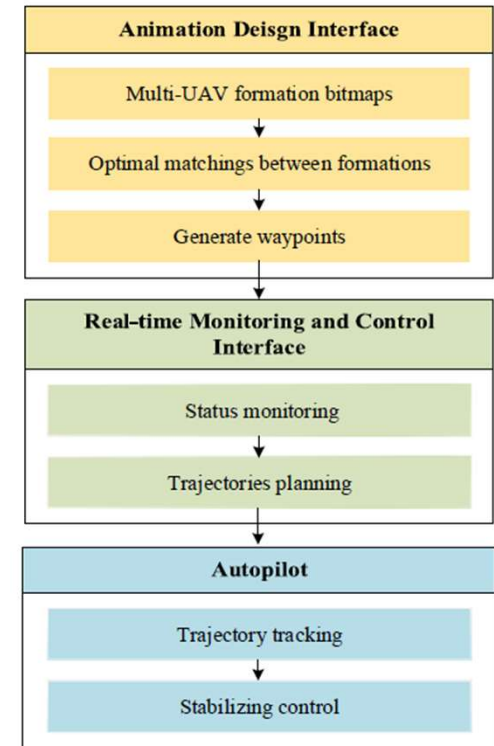 Animation Deisgn Interface
Multi-UAV formation bitmaps
Optimal matchings between formations
Generate waypoints
Real-time Monitoring and Control
Interface
Status monitoring
Trajectories planning
Autopilot
Trajectory tracking
Stabilizing control